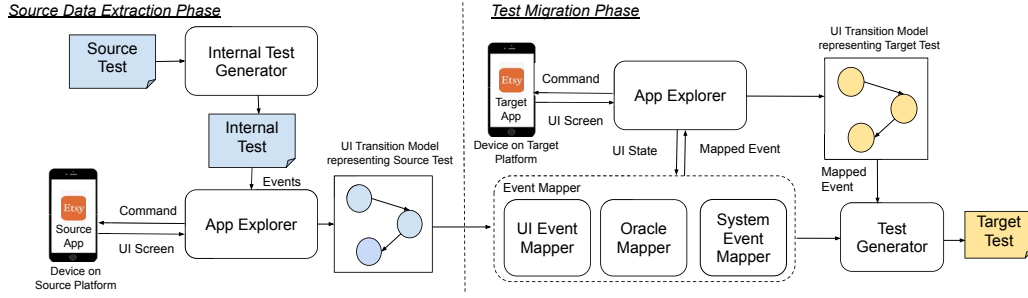 Source Data Extraction Phase
Source
Test
Internal Test
Generator
Internal
Test
Events
UI Transition Model
representing Source Test
Etsy
Source
App
Command
UI Screen
Device on
Source Platform
App Explorer
Test Migration Phase
Etsy
Target
App
Command
UI Screen
Device on Target
Platform
App Explorer
UI State
Mapped Event
UI Transition Model
representing Target Test
Mapped
Event
Event Mapper
UI Event
Mapper
Oracle
Mapper
System
Event
Mapper
Test
Generator
Target
Test